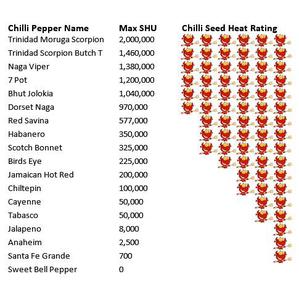 Chilli Pepper Name Max SHU Chilli Seed Heat Rating
Trinidad Moruga Scorpion 2,000,000
Trinidad Scorpion Butch T 1,460,000
Naga Viper 1,380,000
7 Pot 1,200,000
Bhut Jolokia 1,040,000
Dorset Naga 970,000
Red Savina 577,000
Habanero 350,000
Scotch Bonnet 325,000
Birds Eye 225,000
Jamaican Hot Red 200,000
Chiltepin 100,000
Cayenne 50,000
Tabasco 50,000
Jalapeno 8,000
Anaheim 2,500
Santa Fe Grande 700
Sweet Bell Pepper 0